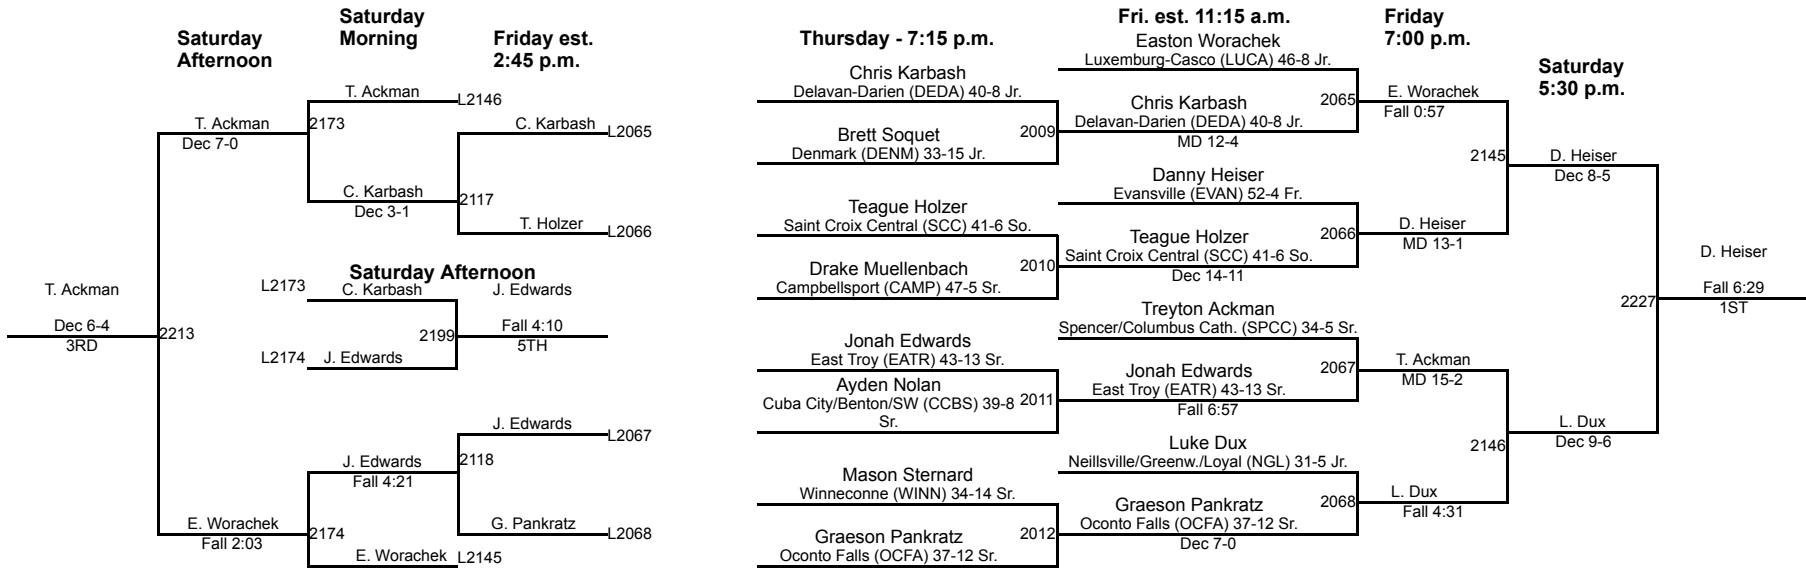 Saturday
Afternoon
Saturday
Morning
Friday est.
2:45 p.m.
T. Ackman
L2146
T. Ackman
2173
Dec 7-0
C. Karbash
L2065
C. Karbash
2117
Dec 3-1
T. Holzer
L2066
Saturday Afternoon
L2173
C. Karbash
J. Edwards
T. Ackman
Dec 6-4
2213
3RD
2199
Fall 4:10
5TH
L2174
J. Edwards
J. Edwards
L2067
J. Edwards
2118
Fall 4:21
G. Pankratz
L2068
E. Worachek
2174
Fall 2:03
E. Worachek
L2145
Thursday - 7:15 p.m.
Chris Karbash
Delavan-Darien (DEDA) 40-8 Jr.
Brett Soquet
2009
Denmark (DENM) 33-15 Jr.
Teague Holzer
Saint Croix Central (SCC) 41-6 So.
Drake Muellenbach
2010
Campbellsport (CAMP) 47-5 Sr.
Jonah Edwards
East Troy (EATR) 43-13 Sr.
Ayden Nolan
Cuba City/Benton/SW (CCBS) 39-8
Sr.
2011
Mason Sternard
Winneconne (WINN) 34-14 Sr.
Graeson Pankratz
2012
Oconto Falls (OCFA) 37-12 Sr.
Fri. est. 11:15 a.m.
Easton Worachek
Luxemburg-Casco (LUCA) 46-8 Jr.
Chris Karbash
2065
Delavan-Darien (DEDA) 40-8 Jr.
MD 12-4
Danny Heiser
Evansville (EVAN) 52-4 Fr.
Teague Holzer
2066
Saint Croix Central (SCC) 41-6 So.
Dec 14-11
Treyton Ackman
Spencer/Columbus Cath. (SPCC) 34-5 Sr.
Jonah Edwards
2067
East Troy (EATR) 43-13 Sr.
Fall 6:57
Luke Dux
Neillsville/Greenw./Loyal (NGL) 31-5 Jr.
Graeson Pankratz
2068
Oconto Falls (OCFA) 37-12 Sr.
Dec 7-0
Friday
7:00 p.m.
E. Worachek
Fall 0:57
2145
D. Heiser
MD 13-1
T. Ackman
MD 15-2
2146
L. Dux
Fall 4:31
Saturday
5:30 p.m.
D. Heiser
Dec 8-5
2227
L. Dux
Dec 9-6
D. Heiser
Fall 6:29
1ST